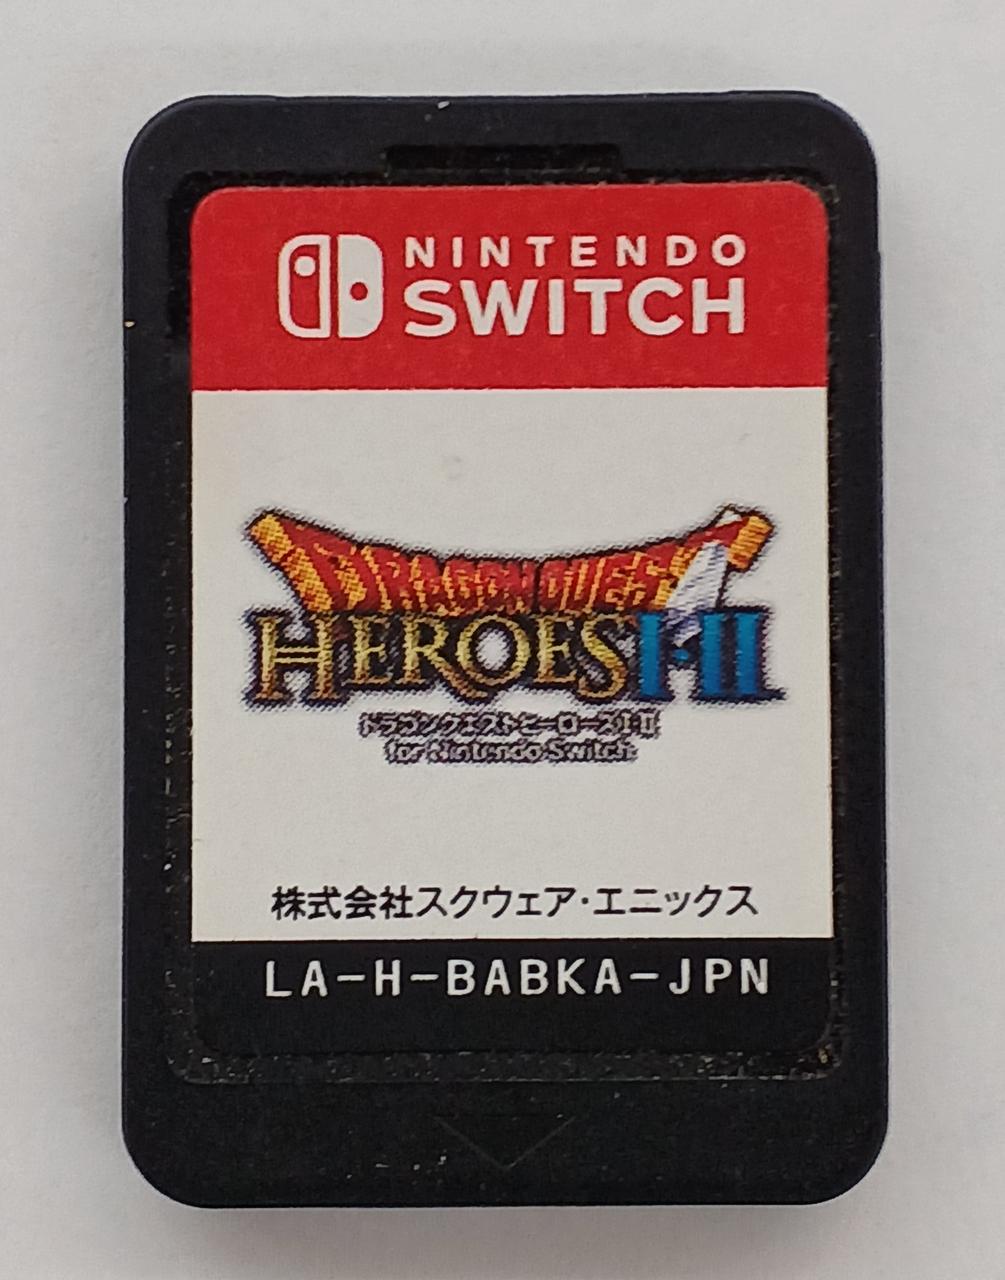 NINTENDO
SWITCH
DRAGON QUEST
HEROES I·II
ドラゴンクエストヒーローズI・II
for Nintendo Switch
株式会社スクウェア・エニックス
LA-H-BABKA-JPN